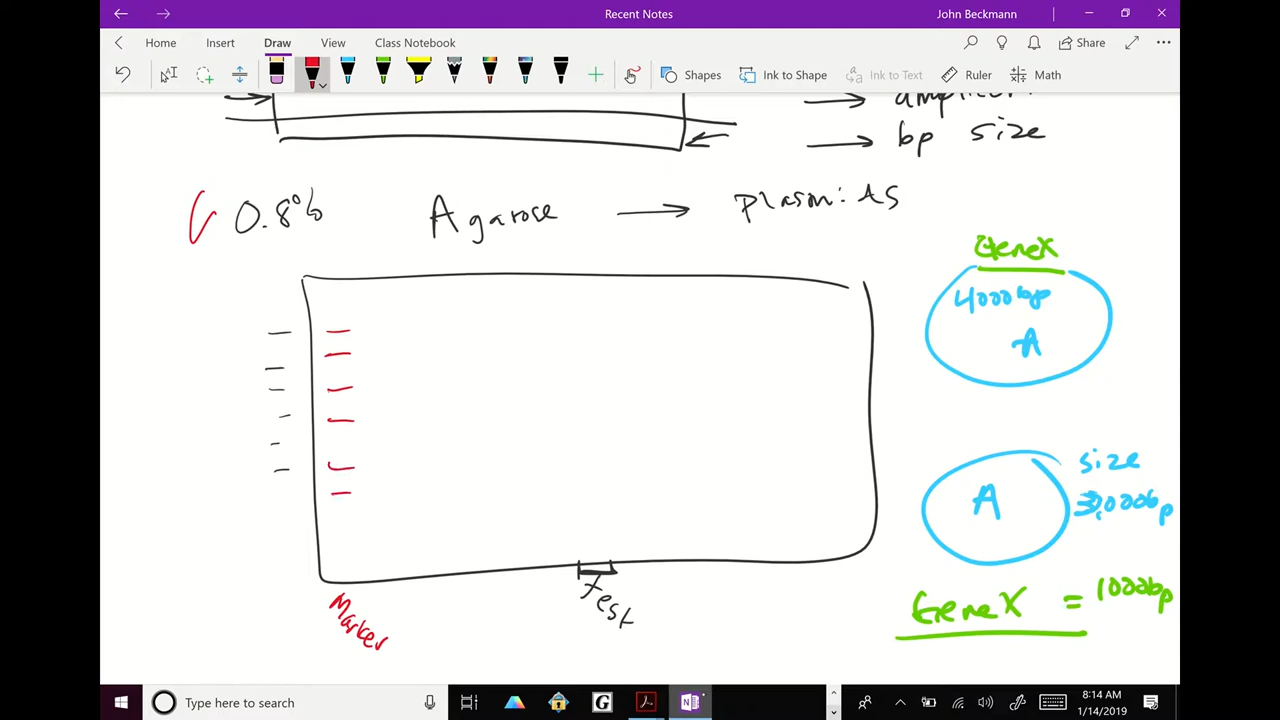 Recent Notes
John Beckmann
Home Insert Draw View Class Notebook
Share
Shapes
Ink to Shape
Ink to Text
Ruler
Math
bp size
0.8% Agarose → Plasmids
GeneX
4000bp
A
size
A
3,000bp
GeneX = 1000bp
Test
Marker
Type here to search
8:14 AM
1/14/2019